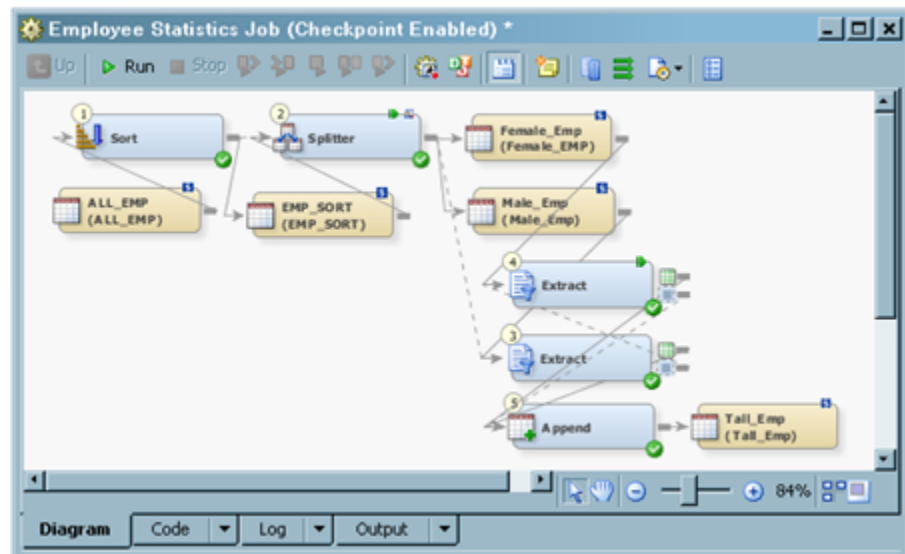 Employee Statistics Job (Checkpoint Enabled) *
Up Run Stop
1
Sort
2
Splitter
Female_Emp
(Female_EMP)
ALL_EMP
(ALL_EMP)
EMP_SORT
(EMP_SORT)
Male_Emp
(Male_Emp)
4
Extract
3
Extract
5
Append
Tall_Emp
(Tall_Emp)
84%
Diagram Code Log Output